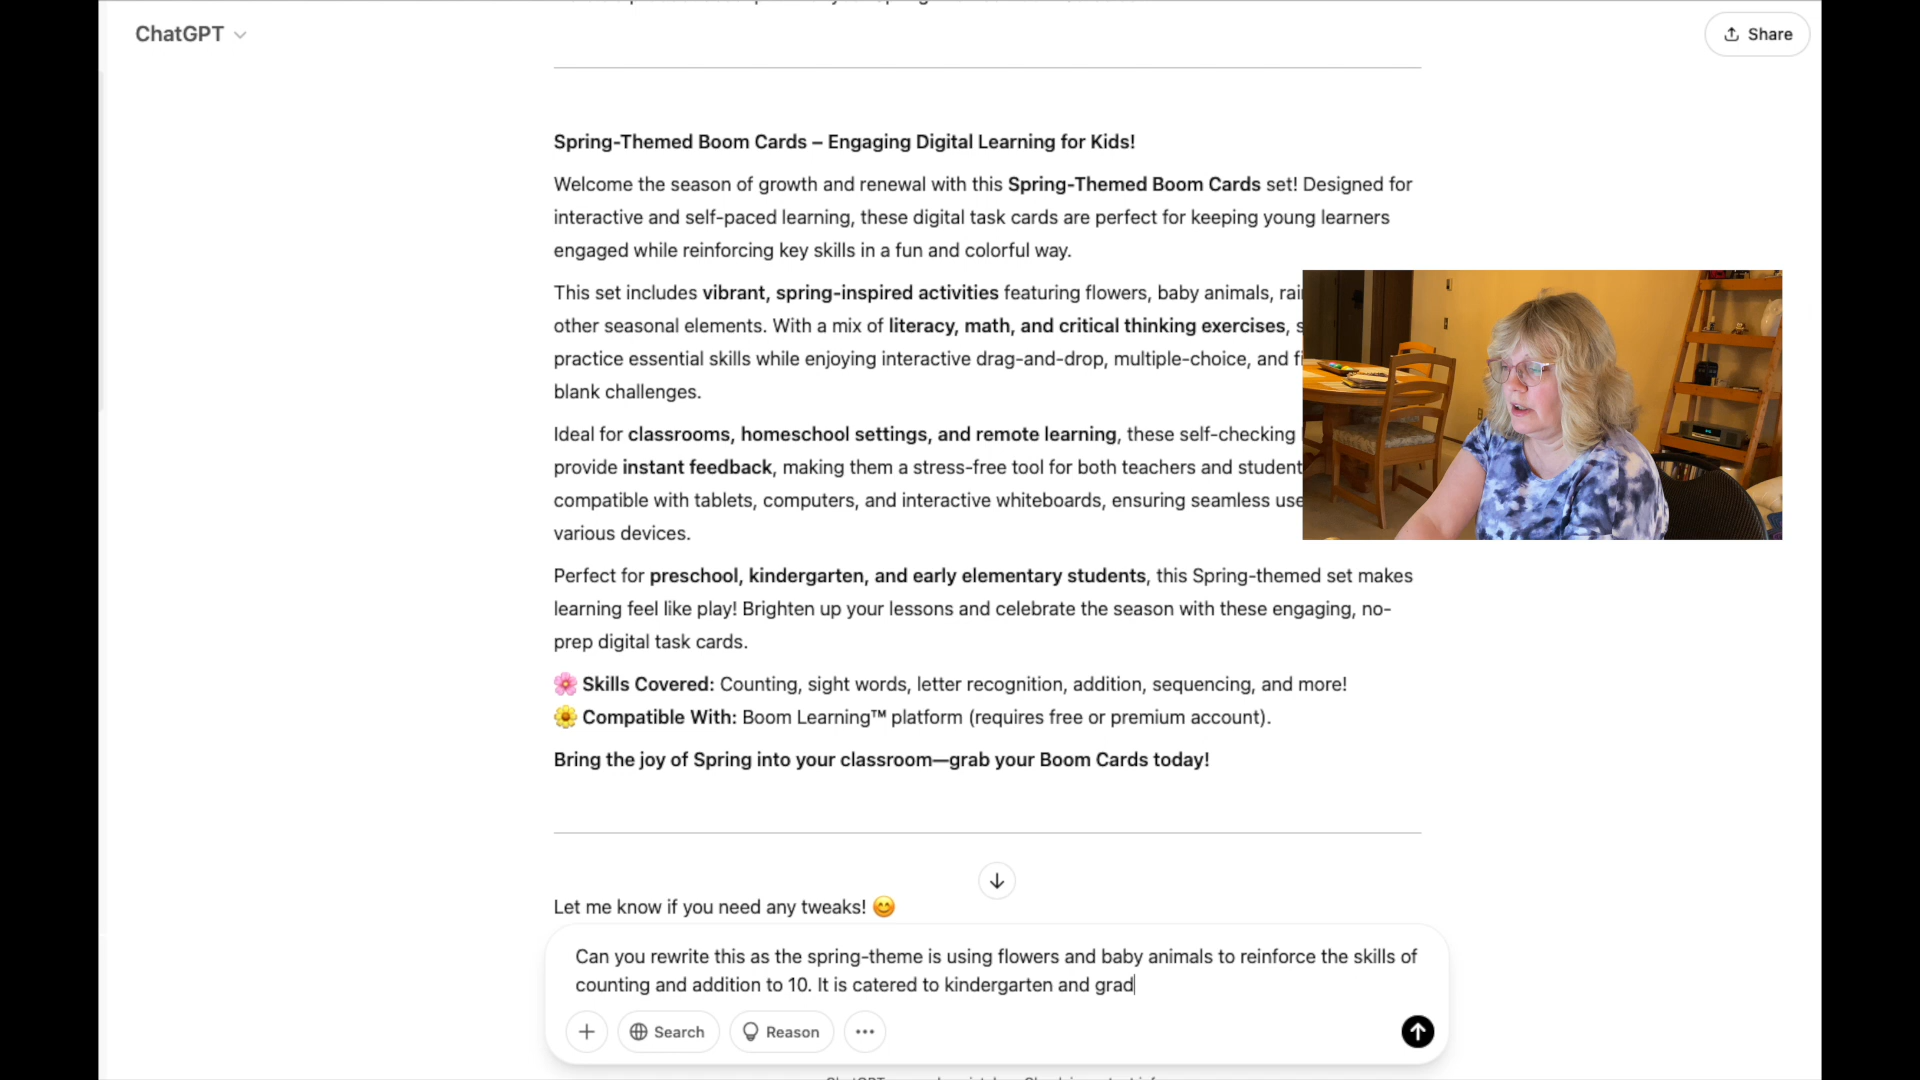 ChatGPT
Share
Spring-Themed Boom Cards – Engaging Digital Learning for Kids!
Welcome the season of growth and renewal with this Spring-Themed Boom Cards set! Designed for
interactive and self-paced learning, these digital task cards are perfect for keeping young learners
engaged while reinforcing key skills in a fun and colorful way.
This set includes vibrant, spring-inspired activities featuring flowers, baby animals,
other seasonal elements. With a mix of literacy, math, and critical thinking exercises,
practice essential skills while enjoying interactive drag-and-drop, multiple-choice, and
blank challenges.
Ideal for classrooms, homeschool settings, and remote learning, these self-checking
provide instant feedback, making them a stress-free tool for both teachers and student
compatible with tablets, computers, and interactive whiteboards, ensuring seamless use
various devices.
Perfect for preschool, kindergarten, and early elementary students, this Spring-themed set makes
learning feel like play! Brighten up your lessons and celebrate the season with these engaging, no-
prep digital task cards.
🌸 Skills Covered: Counting, sight words, letter recognition, addition, sequencing, and more!
🌼 Compatible With: Boom Learning™ platform (requires free or premium account).
Bring the joy of Spring into your classroom—grab your Boom Cards today!
Let me know if you need any tweaks! 😊
Can you rewrite this as the spring-theme is using flowers and baby animals to reinforce the skills of
counting and addition to 10. It is catered to kindergarten and grad
Search
Reason